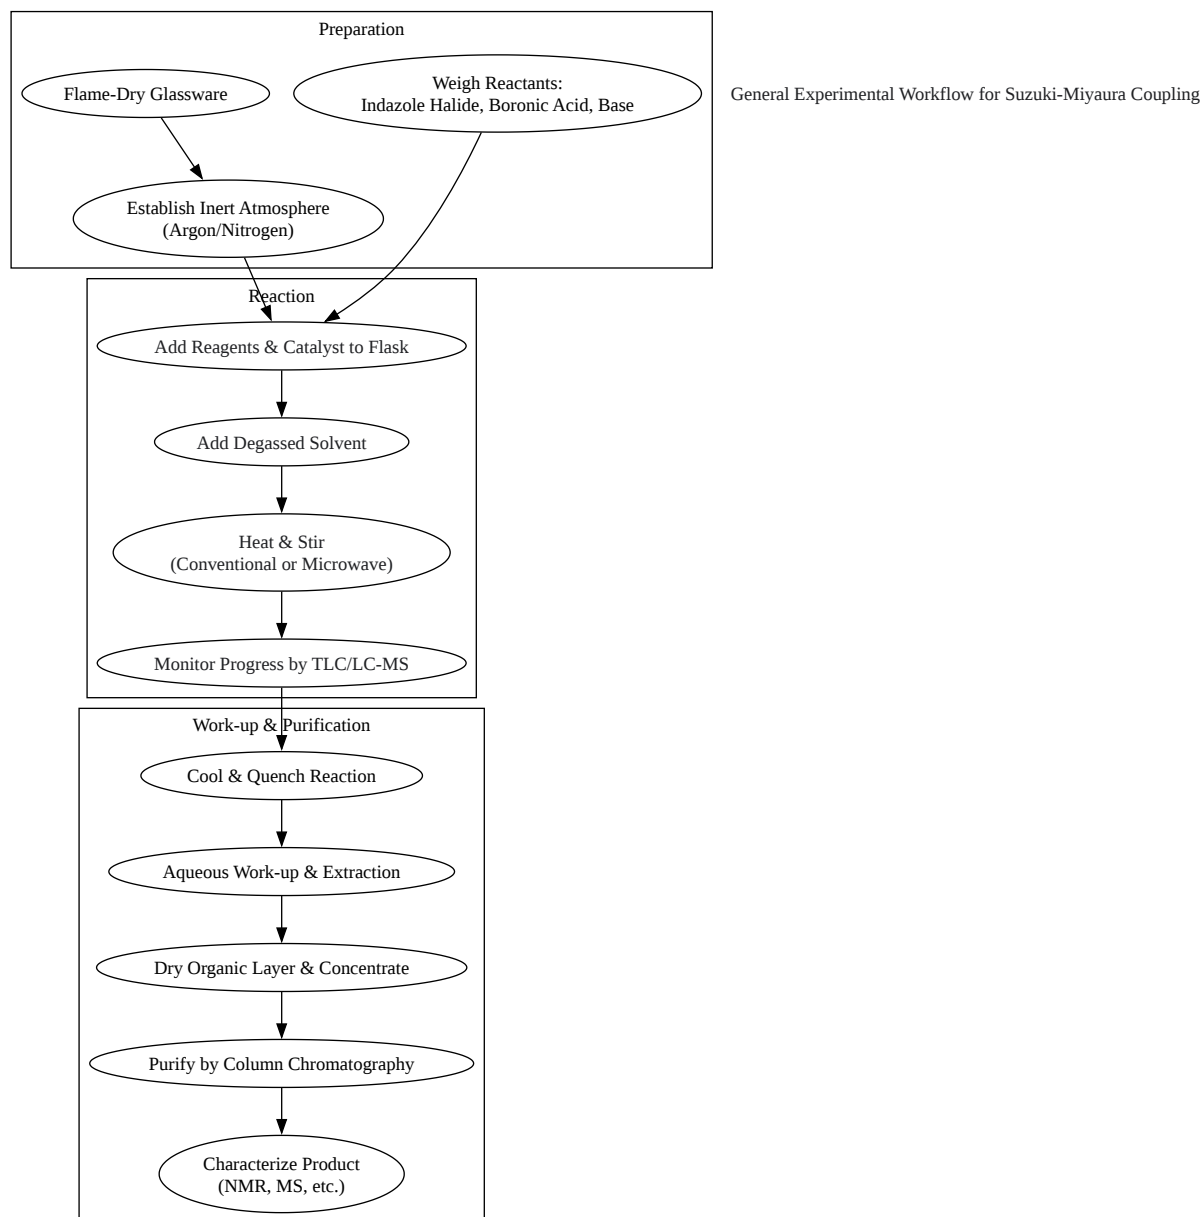 Preparation
Flame-Dry Glassware
Weigh Reactants:
Indazole Halide, Boronic Acid, Base
General Experimental Workflow for Suzuki-Miyaura Coupling
Establish Inert Atmosphere
(Argon/Nitrogen)
Reaction
Add Reagents & Catalyst to Flask
Add Degassed Solvent
Heat & Stir
(Conventional or Microwave)
Monitor Progress by TLC/LC-MS
Work-up & Purification
Cool & Quench Reaction
Aqueous Work-up & Extraction
Dry Organic Layer & Concentrate
Purify by Column Chromatography
Characterize Product
(NMR, MS, etc.)